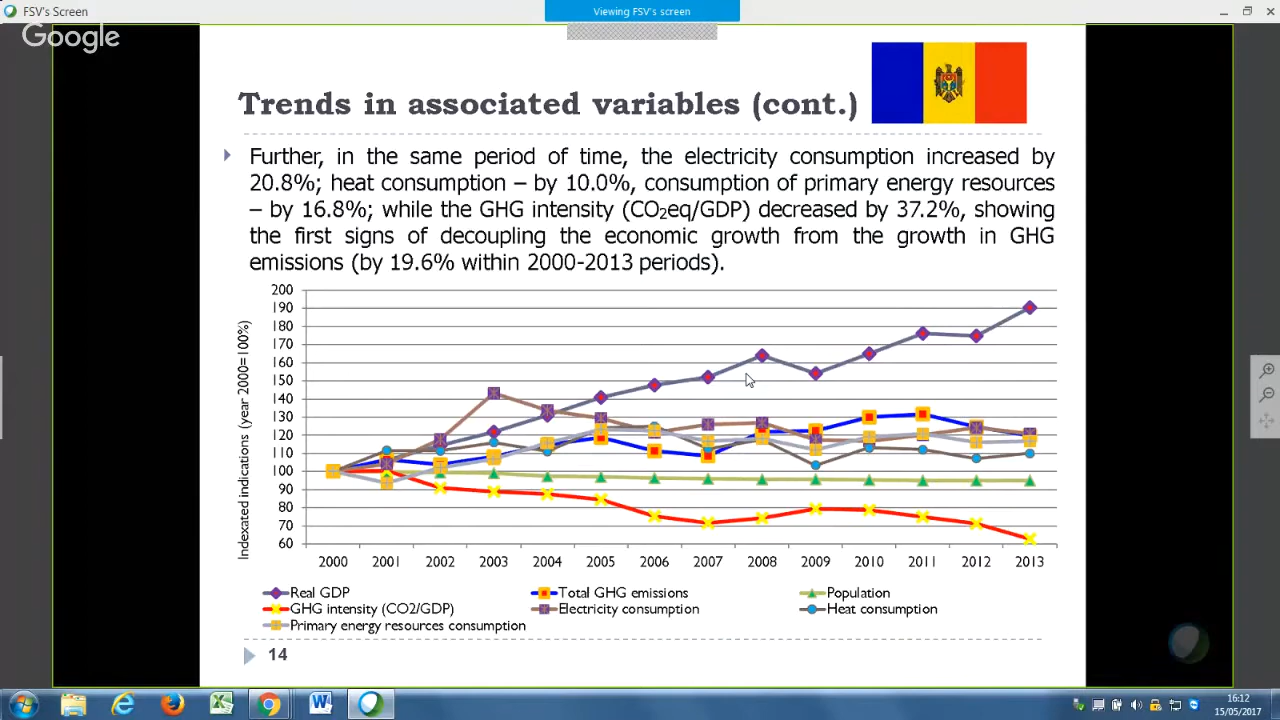 FSV's Screen
Viewing FSV's screen
Google
Trends in associated variables (cont.)
Further, in the same period of time, the electricity consumption increased by
20.8%; heat consumption – by 10.0%, consumption of primary energy resources
– by 16.8%; while the GHG intensity (CO2eq/GDP) decreased by 37.2%, showing
the first signs of decoupling the economic growth from the growth in GHG
emissions (by 19.6% within 2000-2013 periods).
Indexated indications (year 2000=100%)
200
190
180
170
160
150
140
130
120
110
100
90
80
70
60
2000 2001 2002 2003 2004 2005 2006 2007 2008 2009 2010 2011 2012 2013
Real GDP Total GHG emissions Population
GHG intensity (CO2/GDP) Electricity consumption Heat consumption
Primary energy resources consumption
14
16:12
15/05/2017